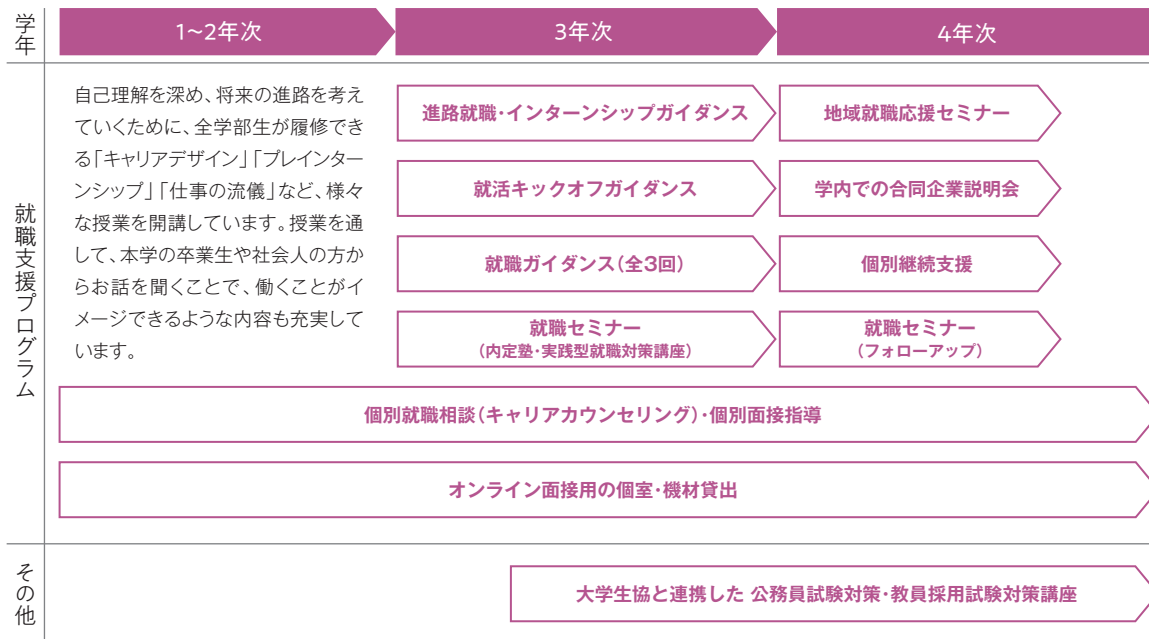 学年
1~2年次
3年次
4年次
就職支援プログラム
自己理解を深め、将来の進路を考え
ていくために、全学部生が履修でき
る「キャリアデザイン」「プレインター
ンシップ」「仕事の流儀」など、様々
な授業を開講しています。授業を通
して、本学の卒業生や社会人の方か
らお話を聞くことで、働くことがイ
メージできるような内容も充実して
います。
進路就職・インターンシップガイダンス
就活キックオフガイダンス
就職ガイダンス(全3回)
就職セミナー
(内定塾・実践型就職対策講座)
地域就職応援セミナー
学内での合同企業説明会
個別継続支援
就職セミナー
(フォローアップ)
個別就職相談(キャリアカウンセリング)・個別面接指導
オンライン面接用の個室・機材貸出
その他
大学生協と連携した 公務員試験対策・教員採用試験対策講座